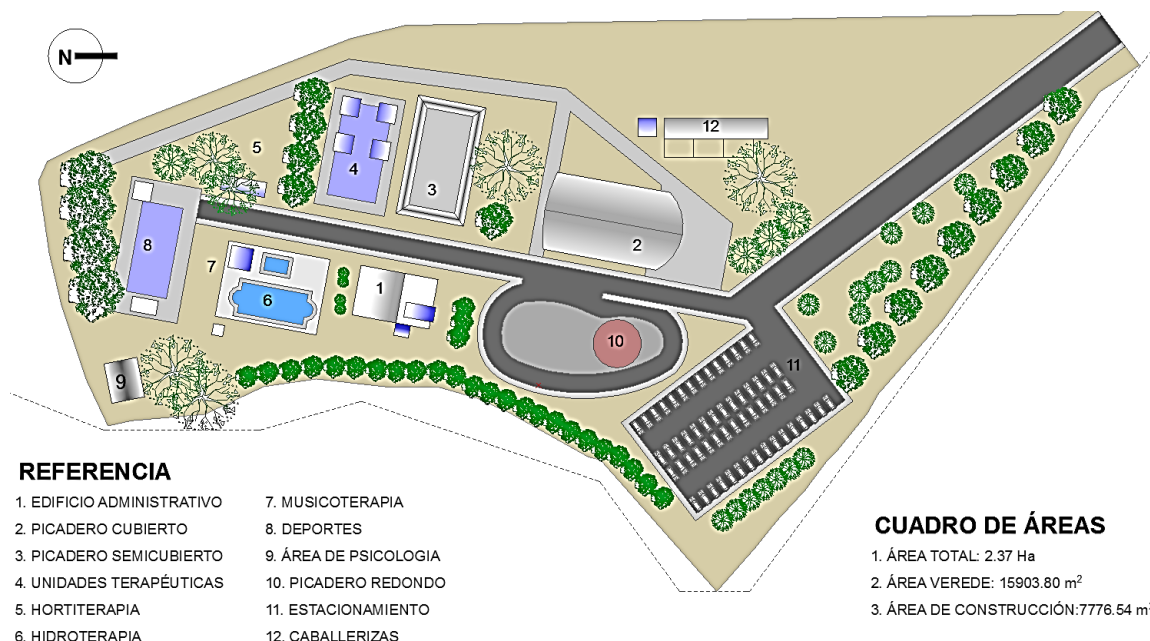 N
12
5
4
3
2
8
7
6
1
10
11
9
REFERENCIA
1. EDIFICIO ADMINISTRATIVO
2. PICADERO CUBIERTO
3. PICADERO SEMICUBIERTO
4. UNIDADES TERAPÉUTICAS
5. HORTITERAPIA
6. HIDROTERAPIA
7. MUSICOTERAPIA
8. DEPORTES
9. ÁREA DE PSICOLOGIA
10. PICADERO REDONDO
11. ESTACIONAMIENTO
12. CABALLERIZAS
CUADRO DE ÁREAS
1. ÁREA TOTAL: 2.37 Ha
2. ÁREA VEREDE: 15903.80 m²
3. ÁREA DE CONSTRUCCIÓN:7776.54 m²